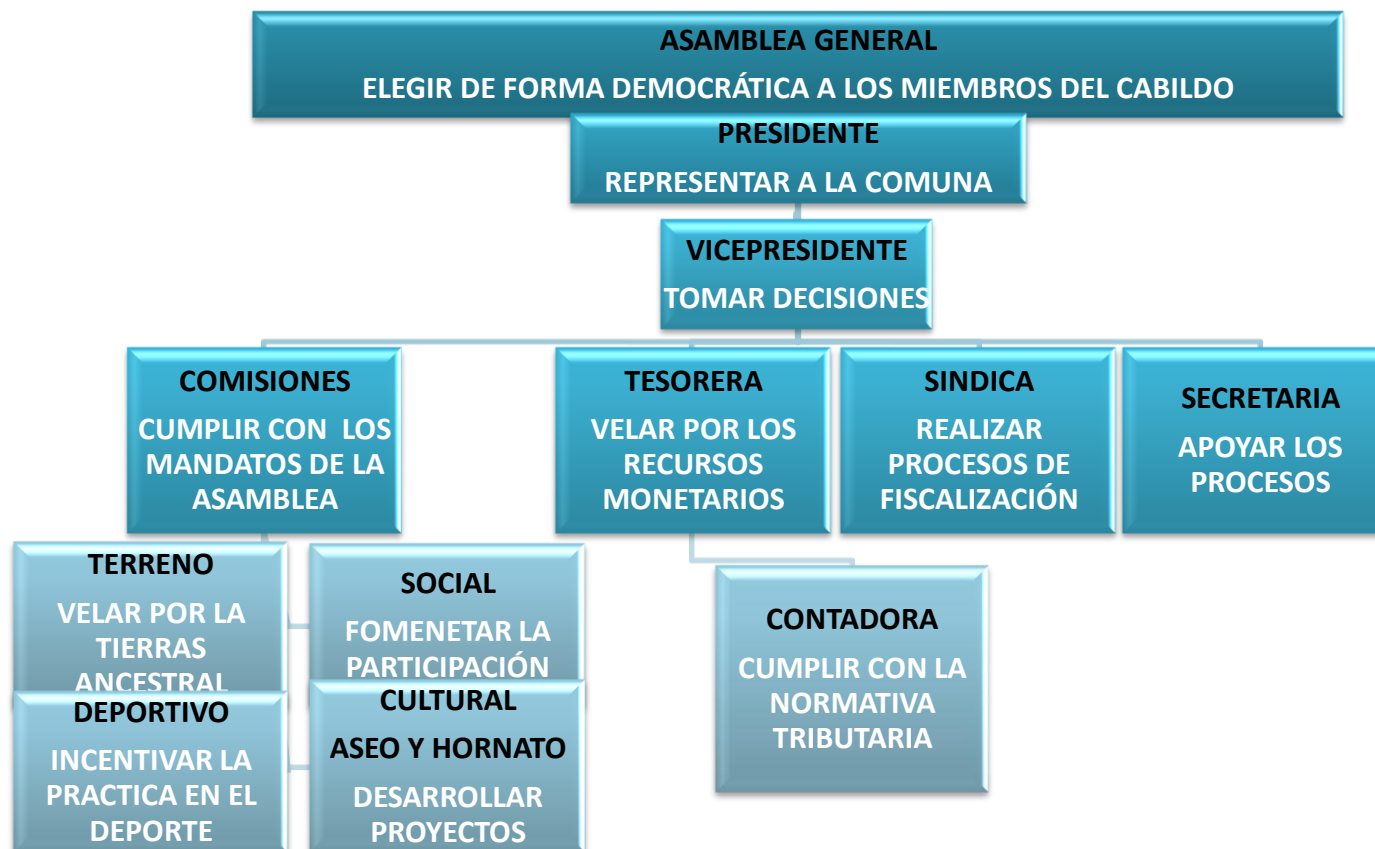 ASAMBLEA GENERAL
ELEGIR DE FORMA DEMOCRÁTICA A LOS MIEMBROS DEL CABILDO
PRESIDENTE
REPRESENTAR A LA COMUNA
VICEPRESIDENTE
TOMAR DECISIONES
COMISIONES
CUMPLIR CON LOS
MANDATOS DE LA
ASAMBLEA
TESORERA
VELAR POR LOS
RECURSOS
MONETARIOS
SINDICA
REALIZAR
PROCESOS DE
FISCALIZACIÓN
SECRETARIA
APOYAR LOS
PROCESOS
TERRENO
VELAR POR LA
TIERRAS
ANCESTRAL
SOCIAL
FOMENETAR LA
PARTICIPACIÓN
CONTADORA
CUMPLIR CON LA
NORMATIVA
TRIBUTARIA
DEPORTIVO
INCENTIVAR LA
PRACTICA EN EL
DEPORTE
CULTURAL
ASEO Y HORNATO
DESARROLLAR
PROYECTOS